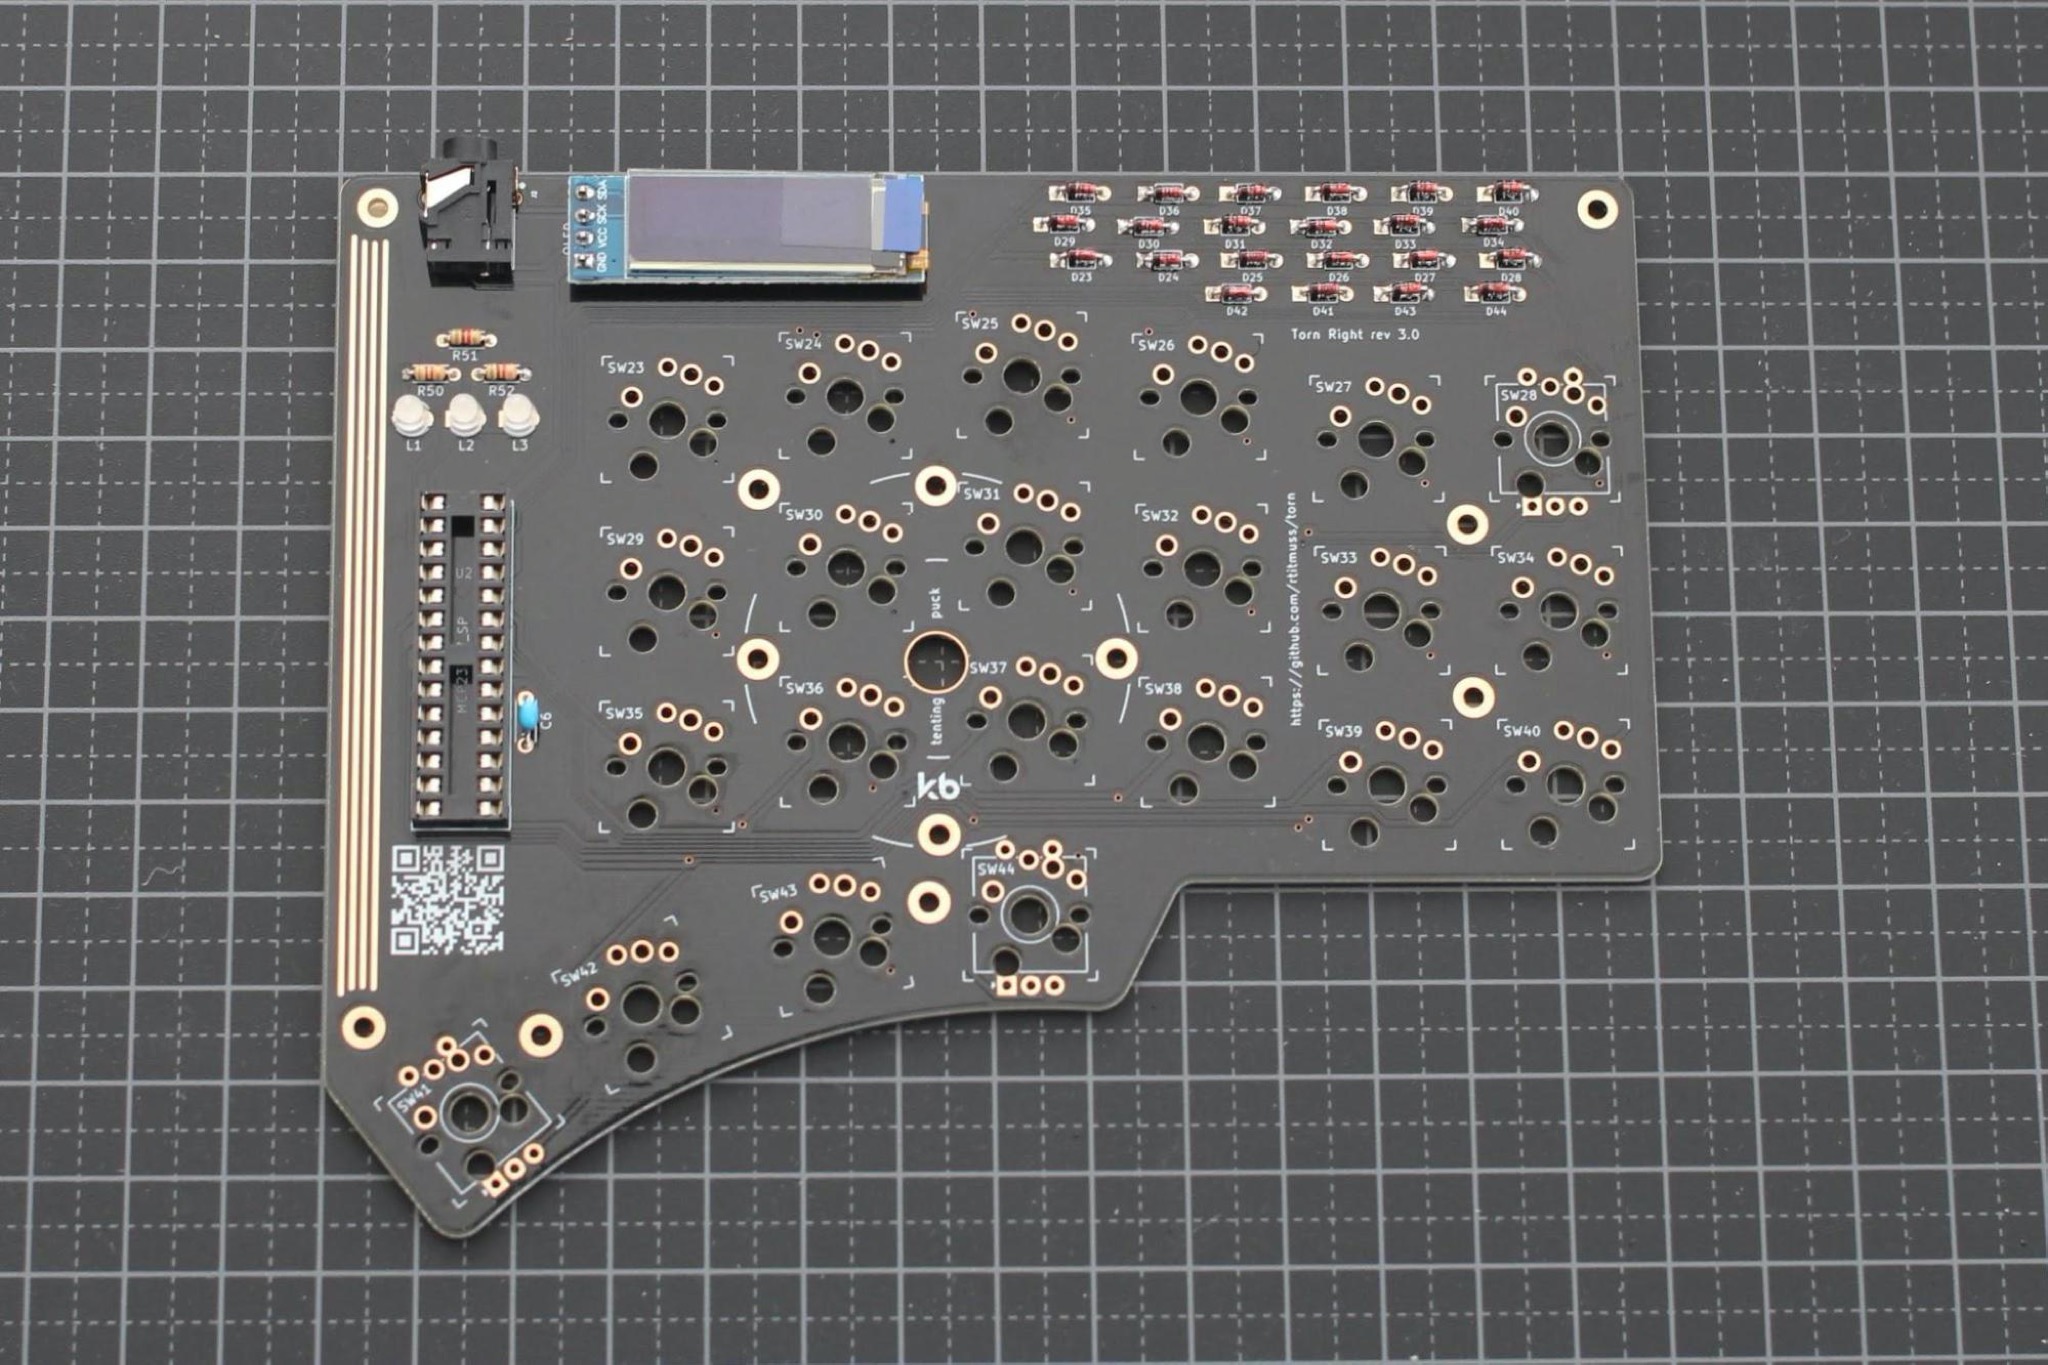 J2
GND VCC SCK SDA
OLED
D35 D36 D37 D38 D39 D40
D29 D30 D31 D32 D33 D34
D23 D24 D25 D26 D27 D28
D42 D41 D43 D44
Torn Right rev 3.0
R51
R50 R52
L1 L2 L3
SW23 SW24 SW25 SW26 SW27 SW28
SW29 SW30 SW31 SW32 SW33 SW34
SW35 SW36 SW37 SW38 SW39 SW40
U2
C6
tenting puck
https://github.com/rtitmuss/torn
kb
SW41 SW42 SW43 SW44